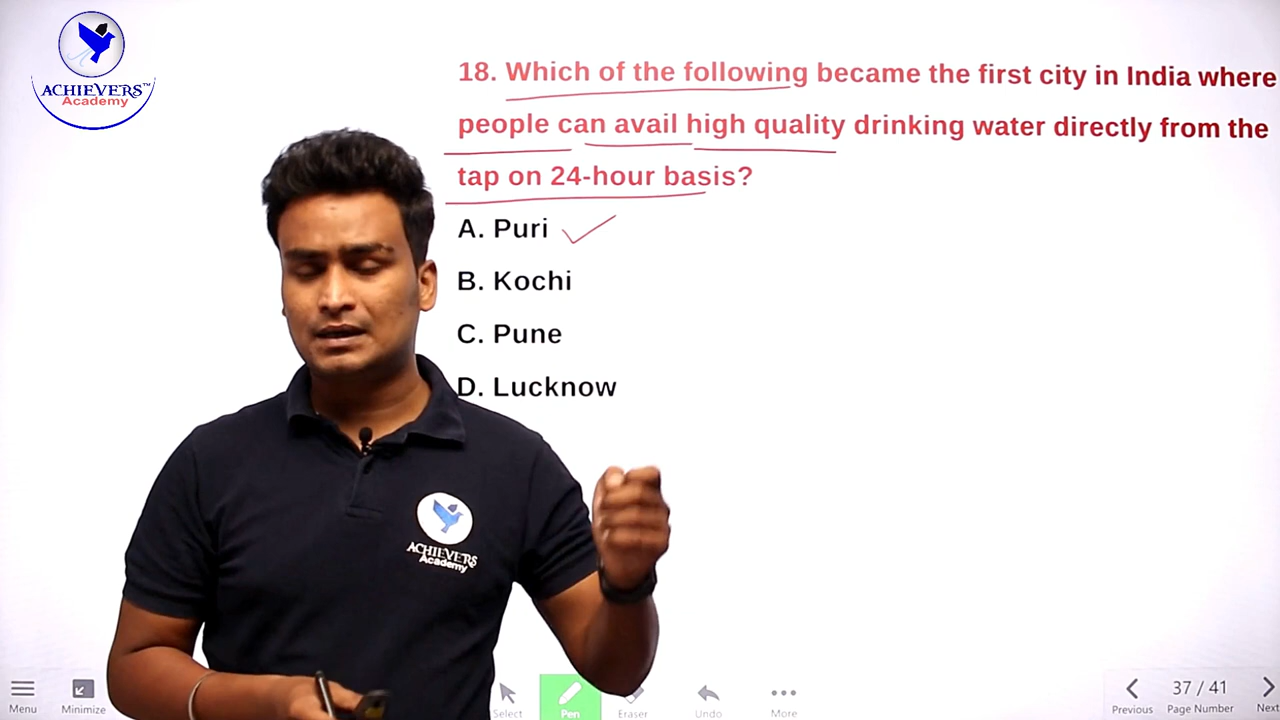 ACHIEVERS™
Academy
18. Which of the following became the first city in India where
people can avail high quality drinking water directly from the
tap on 24-hour basis?
A. Puri
B. Kochi
C. Pune
D. Lucknow
ACHIEVERS
Academy
Menu
Minimize
Select
Pen
Eraser
Undo
More
Previous
37 / 41
Page Number
Next